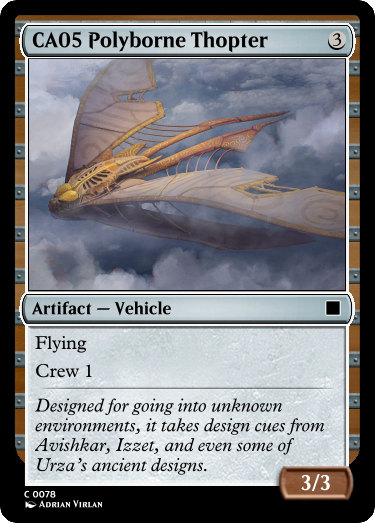 CA05 Polyborne Thopter 3
Artifact — Vehicle
Flying
Crew 1
Designed for going into unknown
environments, it takes design cues from
Avishkar, Izzet, and even some of
Urza's ancient designs.
3/3
C 0078
Adrian Virlan